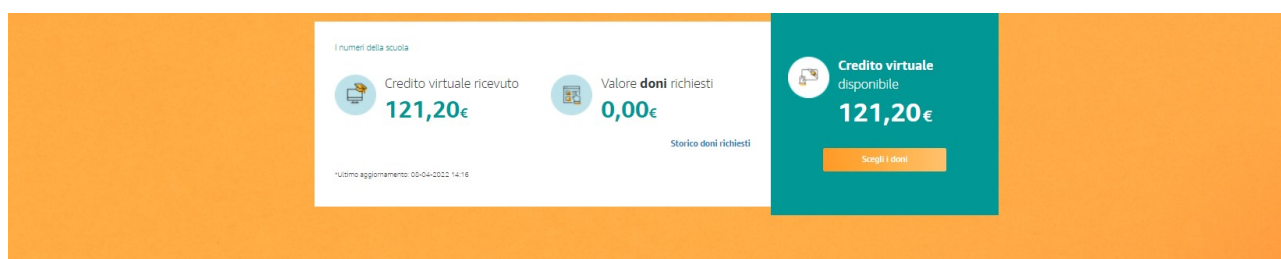 I numeri della scuola
Credito virtuale ricevuto
121,20€
Valore doni richiesti
0,00€
Storico doni richiesti
*Ultimo aggiornamento: 08-04-2022 14:16
Credito virtuale
disponibile
121,20€
Scegli i doni